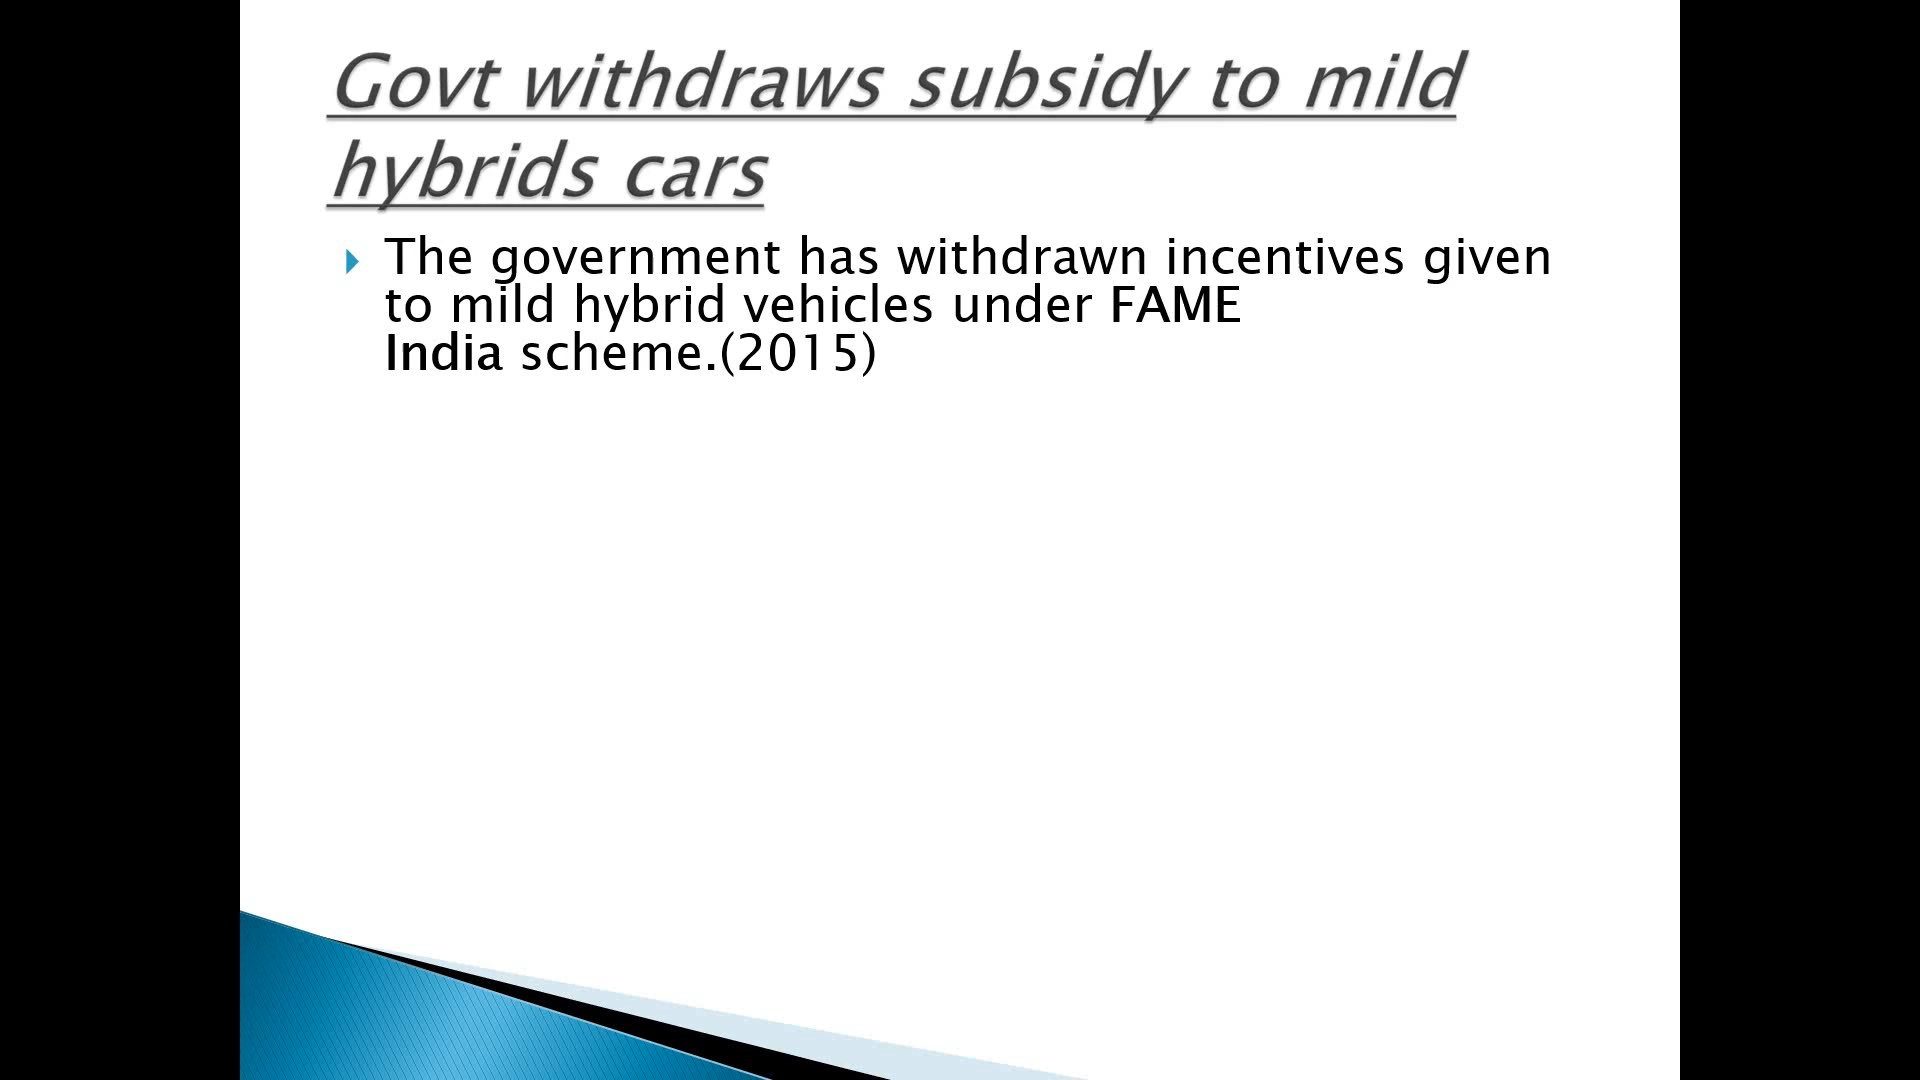 Govt withdraws subsidy to mild
hybrids cars
The government has withdrawn incentives given
to mild hybrid vehicles under FAME
India scheme.(2015)